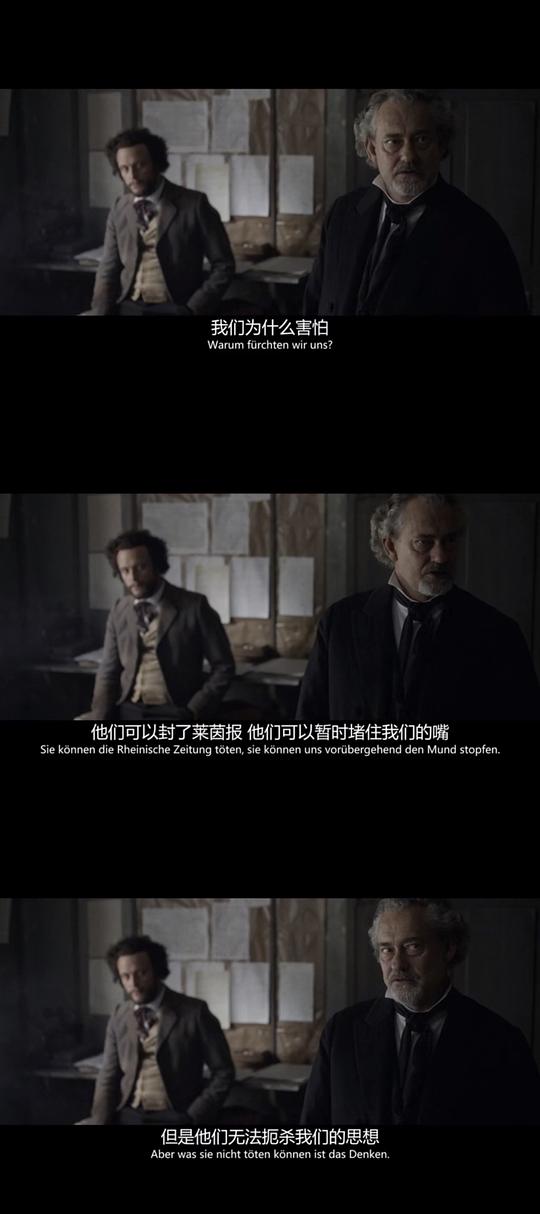 我们为什么害怕
Warum fürchten wir uns?
他们可以封了莱茵报 他们可以暂时堵住我们的嘴
Sie können die Rheinische Zeitung töten, sie können uns vorübergehend den Mund stopfen.
但是他们无法扼杀我们的思想
Aber was sie nicht töten können ist das Denken.